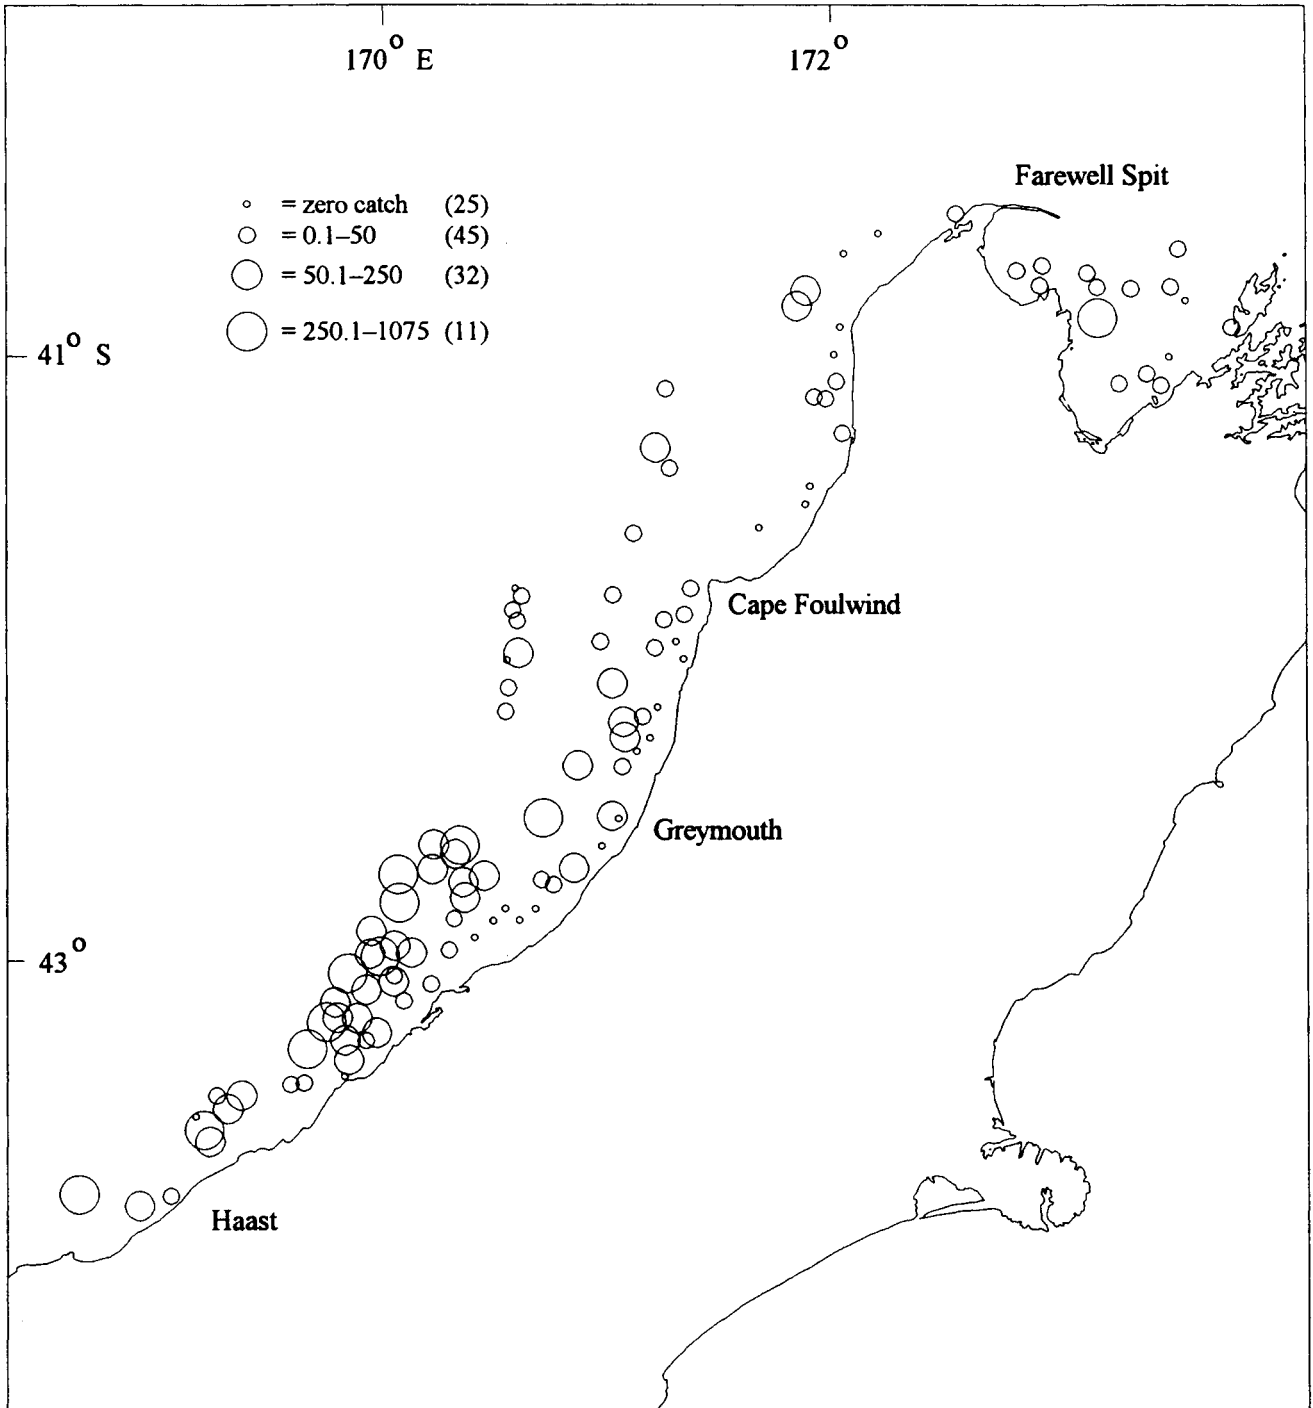 170° E
172°
Farewell Spit
= zero catch (25)
= 0.1–50 (45)
= 50.1–250 (32)
= 250.1–1075 (11)
41° S
Cape Foulwind
Greymouth
43°
Haast